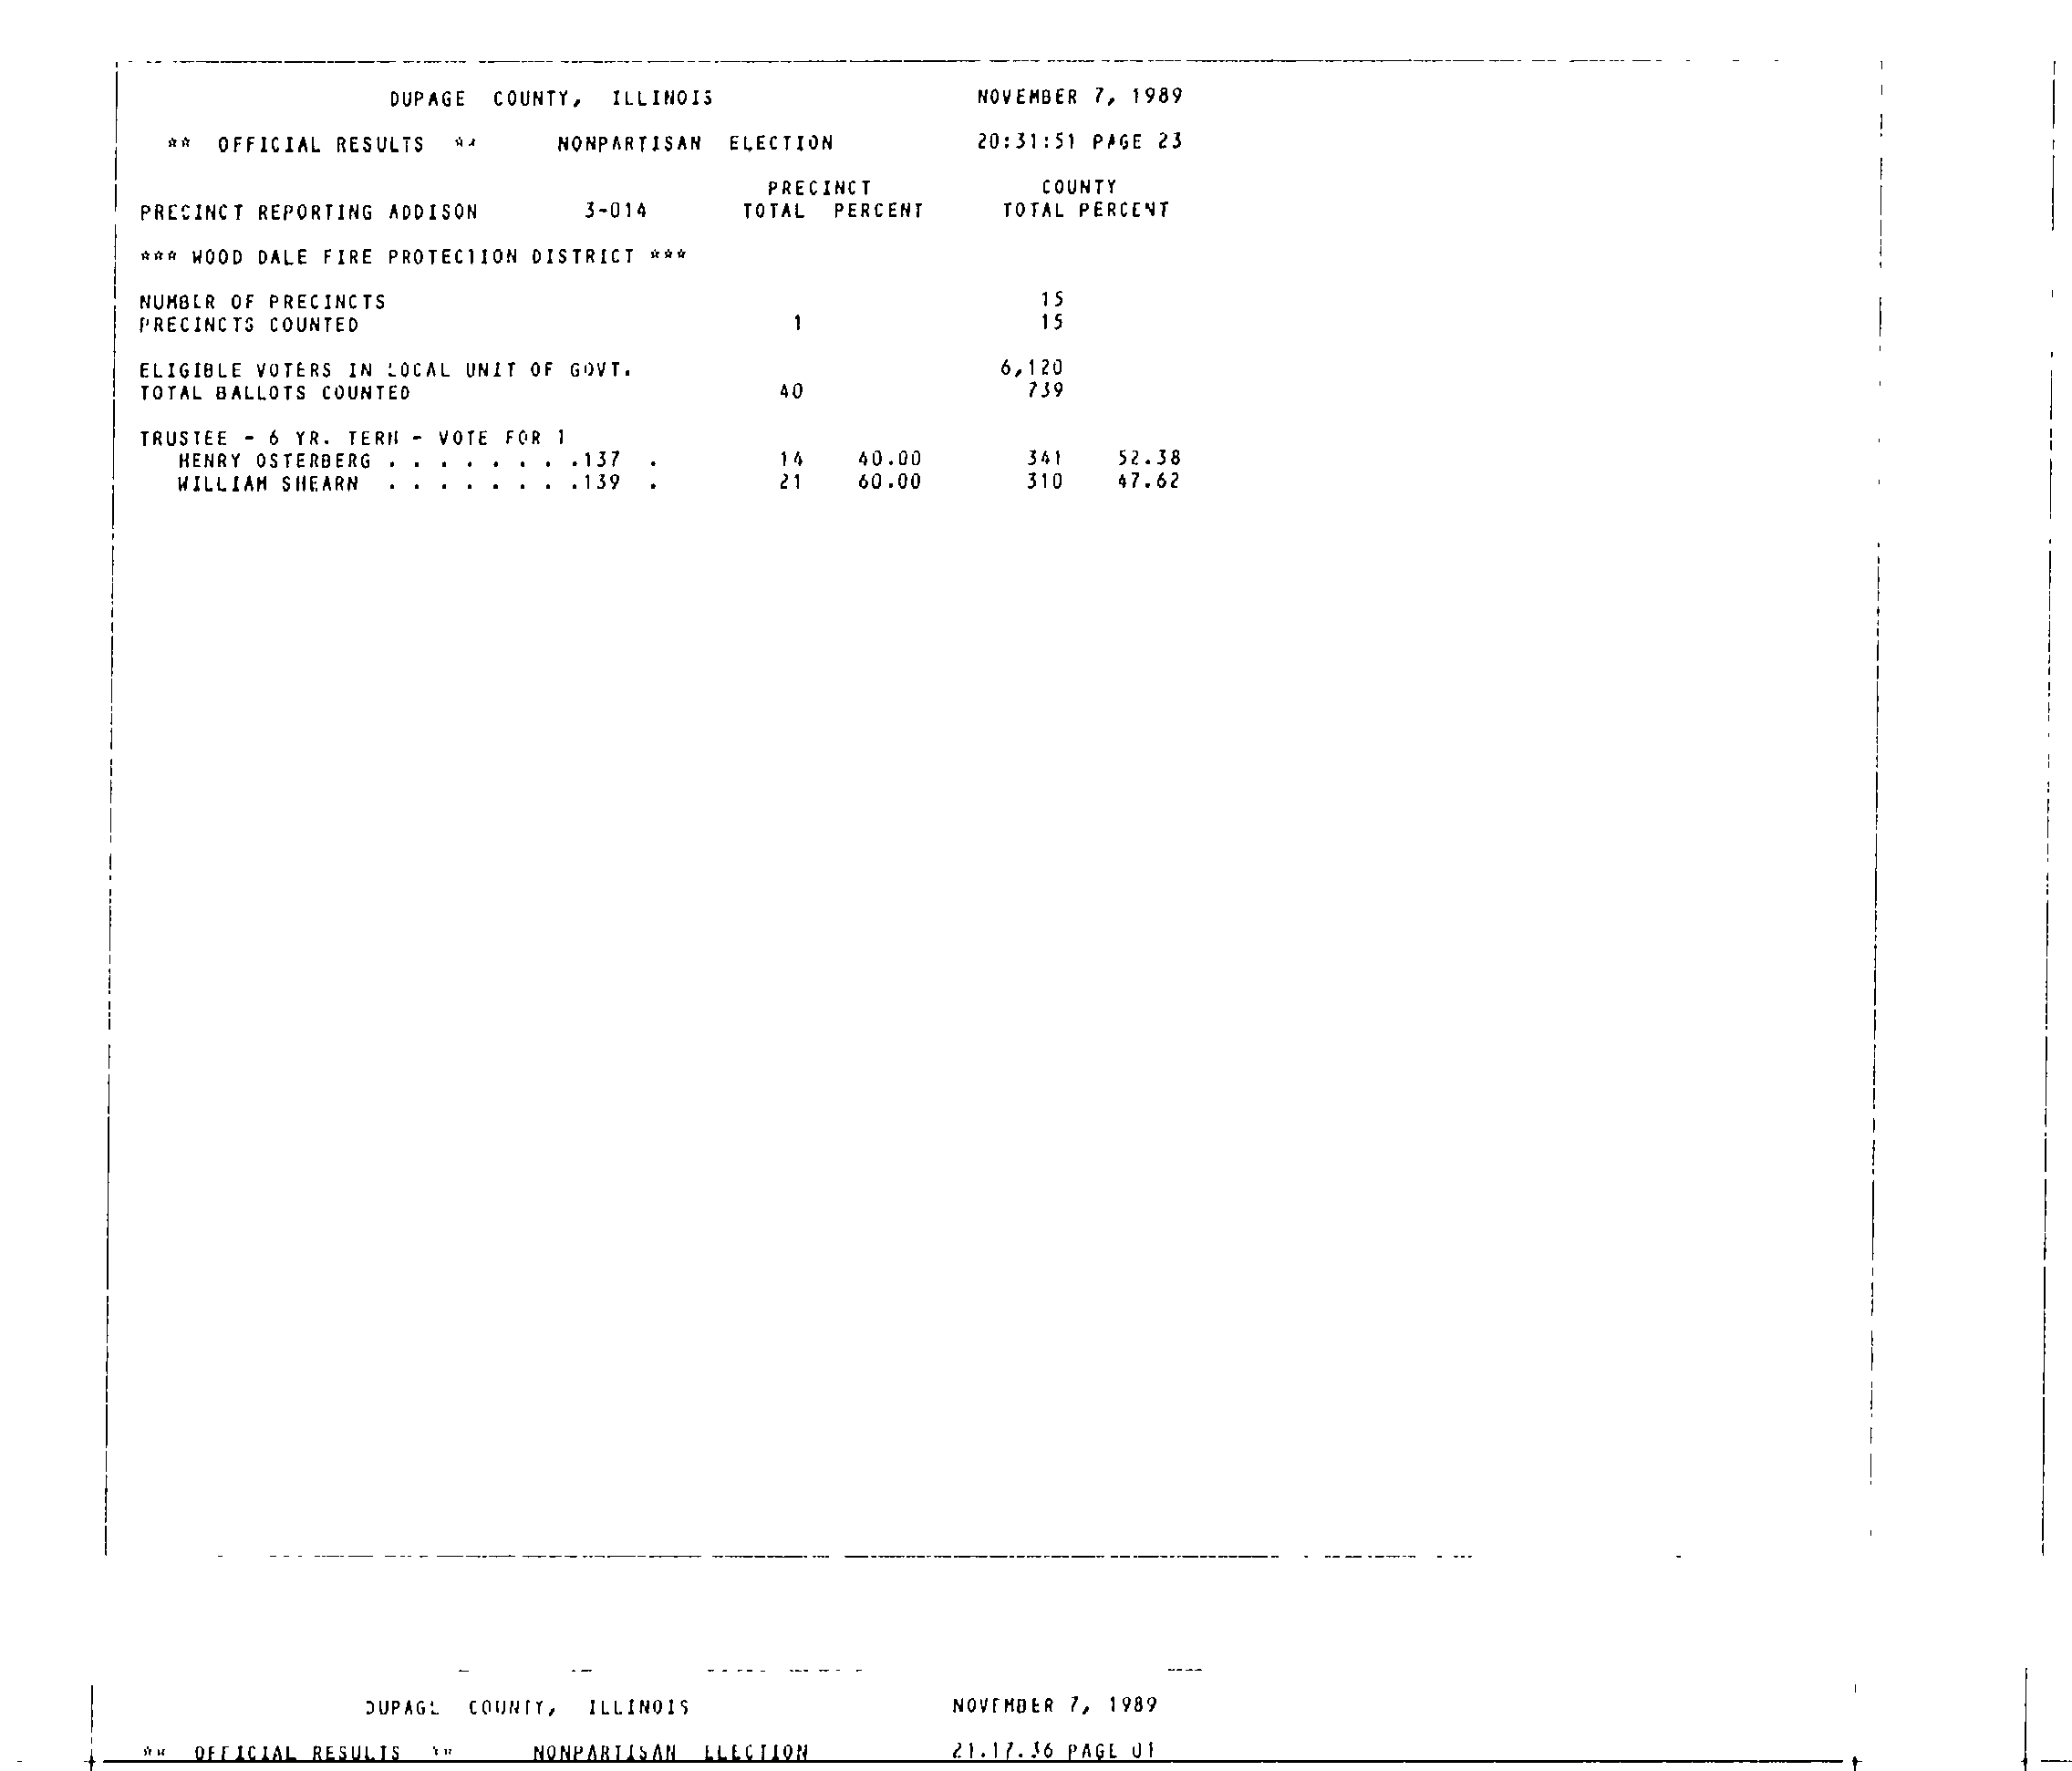 DUPAGE COUNTY, ILLINOIS NOVEMBER 7, 1989
** OFFICIAL RESULTS ** NONPARTISAN ELECTION 20:31:51 PAGE 23
PRECINCT COUNTY
PRECINCT REPORTING ADDISON 3-014 TOTAL PERCENT TOTAL PERCENT
*** WOOD DALE FIRE PROTECTION DISTRICT ***
NUMBER OF PRECINCTS 15
PRECINCTS COUNTED 1 15
ELIGIBLE VOTERS IN LOCAL UNIT OF GOVT. 6,120
TOTAL BALLOTS COUNTED 40 739
TRUSTEE - 6 YR. TERM - VOTE FOR 1
HENRY OSTERBERG . . . . . . . .137 . 14 40.00 341 52.38
WILLIAM SHEARN . . . . . . . .139 . 21 60.00 310 47.62
DUPAGE COUNTY, ILLINOIS NOVEMBER 7, 1989
** OFFICIAL RESULTS ** NONPARTISAN ELECTION 21.17.36 PAGE 01